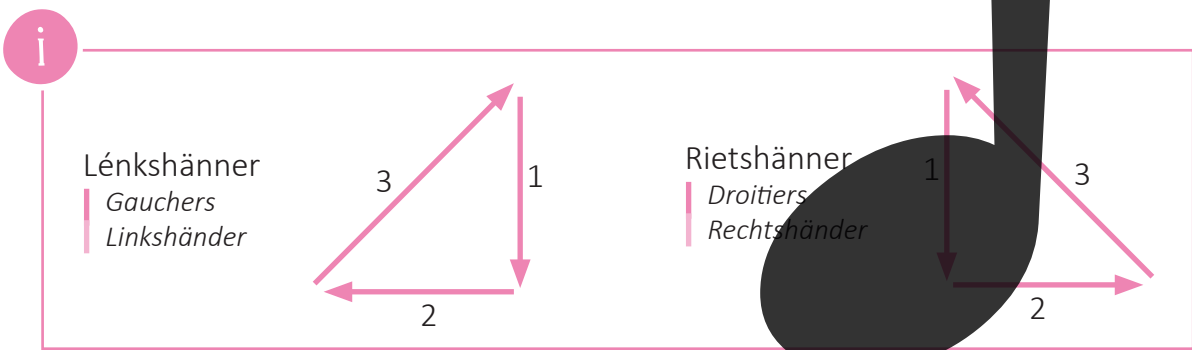 i
Lénkshänner
Gauchers
Linkshänder
3
1
2
Rietshänner
Droitiers
Rechtshänder
1
3
2